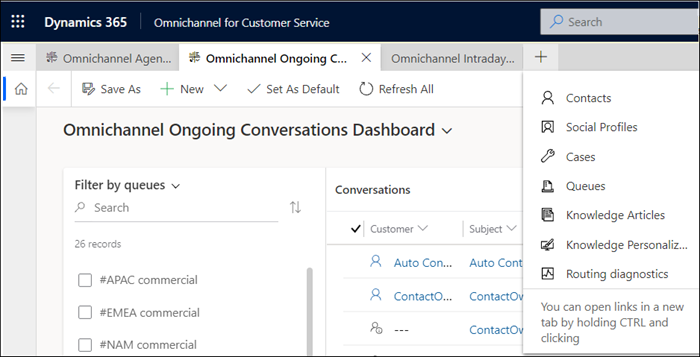 Dynamics 365 Omnichannel for Customer Service Search
Omnichannel Agen... Omnichannel Ongoing C... Omnichannel Intraday...
Save As New Set As Default Refresh All
Omnichannel Ongoing Conversations Dashboard
Filter by queues
Search
26 records
#APAC commercial
#EMEA commercial
#NAM commercial
Conversations
Customer Subject
Auto Con... Auto Cont
ContactO... ContactOw
--- ContactOv
Contacts
Social Profiles
Cases
Queues
Knowledge Articles
Knowledge Personaliz...
Routing diagnostics
You can open links in a new
tab by holding CTRL and
clicking